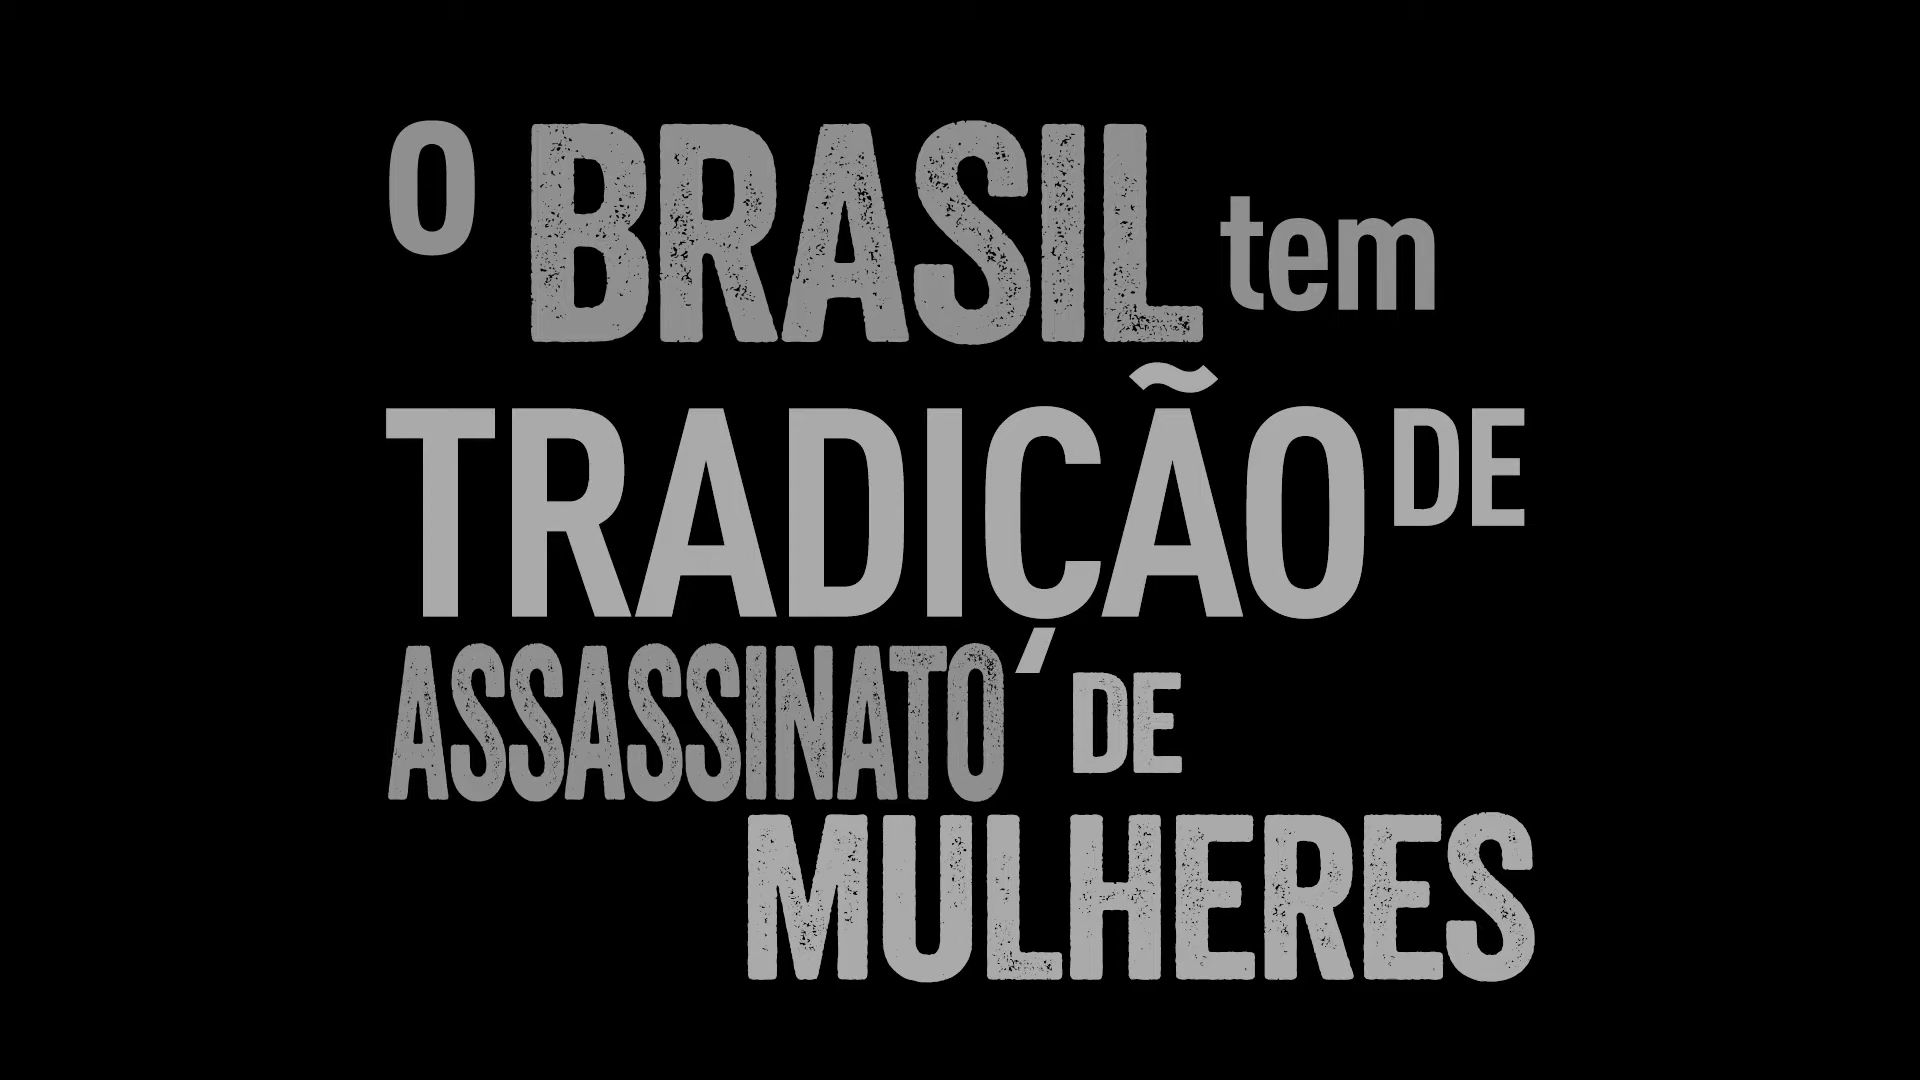 O BRASIL tem
TRADIÇÃO DE
ASSASSINATO DE
MULHERES